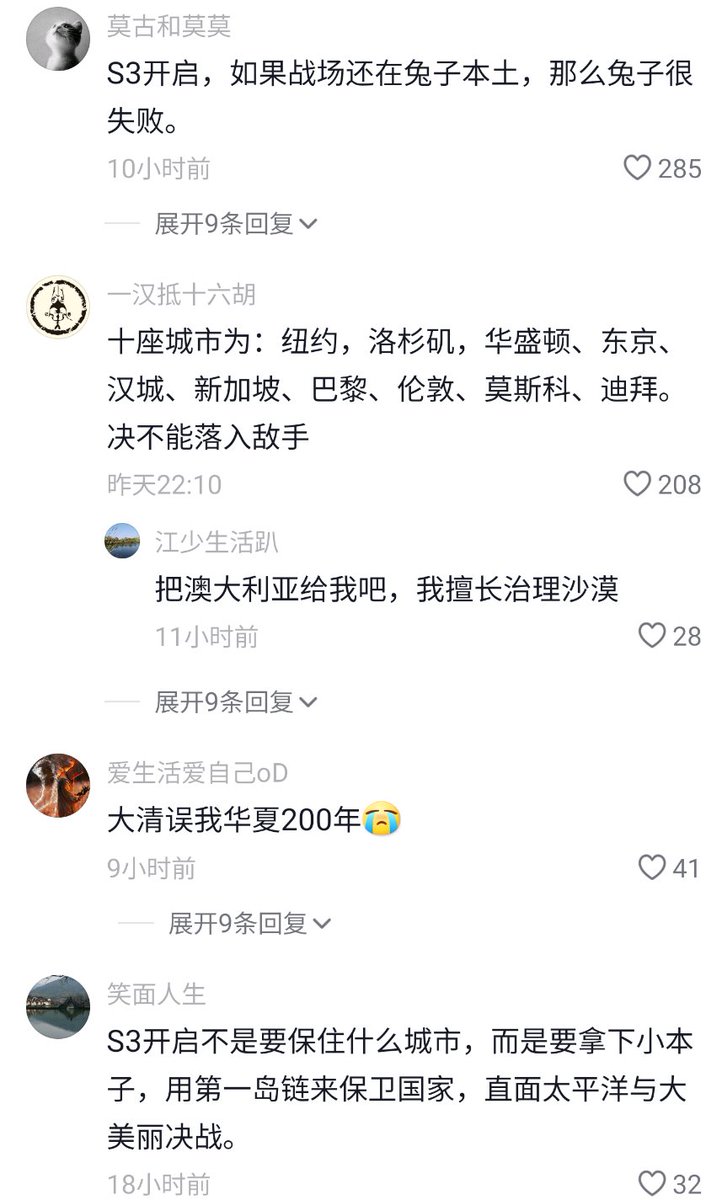 莫古和莫莫
S3开启，如果战场还在兔子本土，那么兔子很
失败。
10小时前
285
展开9条回复
一汉抵十六胡
十座城市为：纽约，洛杉矶，华盛顿、东京、
汉城、新加坡、巴黎、伦敦、莫斯科、迪拜。
决不能落入敌手
昨天22:10
208
江少生活趴
把澳大利亚给我吧，我擅长治理沙漠
11小时前
28
展开9条回复
爱生活爱自己oD
大清误我华夏200年😭
9小时前
41
展开9条回复
笑面人生
S3开启不是要保住什么城市，而是要拿下小本
子，用第一岛链来保卫国家，直面太平洋与大
美丽决战。
18小时前
32